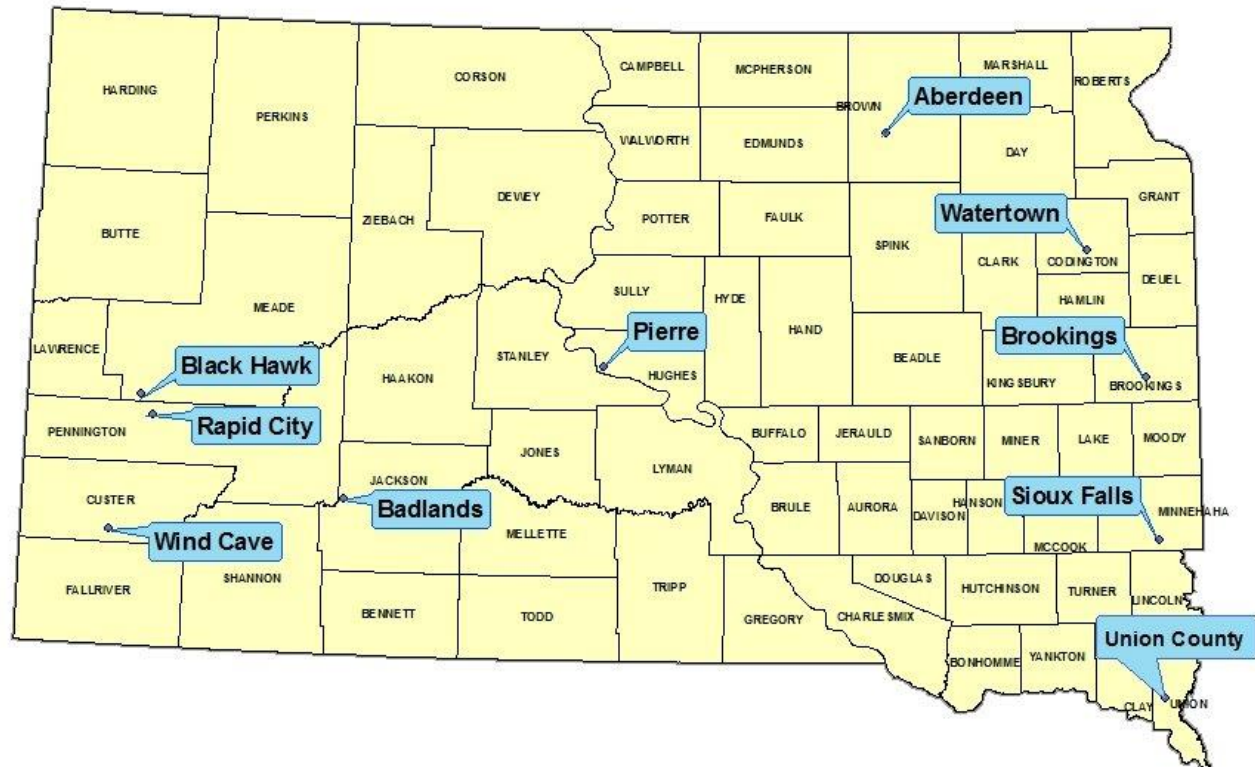 HARDING
PERKINS
CORSON
CAMPBELL
MCPHERSON
BROWN
MARSHALL
ROBERTS
Aberdeen
WALWORTH
EDMUNDS
DAY
BUTTE
ZIEBACH
DEWEY
POTTER
FAULK
SPINK
Watertown
GRANT
CLARK
CODINGTON
DEUEL
MEADE
SULLY
HYDE
HAND
HAMLIN
LAWRENCE
Black Hawk
HAAKON
STANLEY
Pierre
HUGHES
BEADLE
KINGSBURY
Brookings
BROOKINGS
PENNINGTON
Rapid City
JONES
LYMAN
BUFFALO
JERAULD
SANBORN
MINER
LAKE
MOODY
CUSTER
JACKSON
Badlands
BRULE
AURORA
DAVISON
HANSON
Sioux Falls
MINNEHAHA
Wind Cave
MELLETTE
MCCOOK
FALLRIVER
SHANNON
BENNETT
TODD
TRIPP
GREGORY
DOUGLAS
CHARLESMIX
HUTCHINSON
TURNER
LINCOLN
Union County
BONHOMME
YANKTON
CLAY
UNION